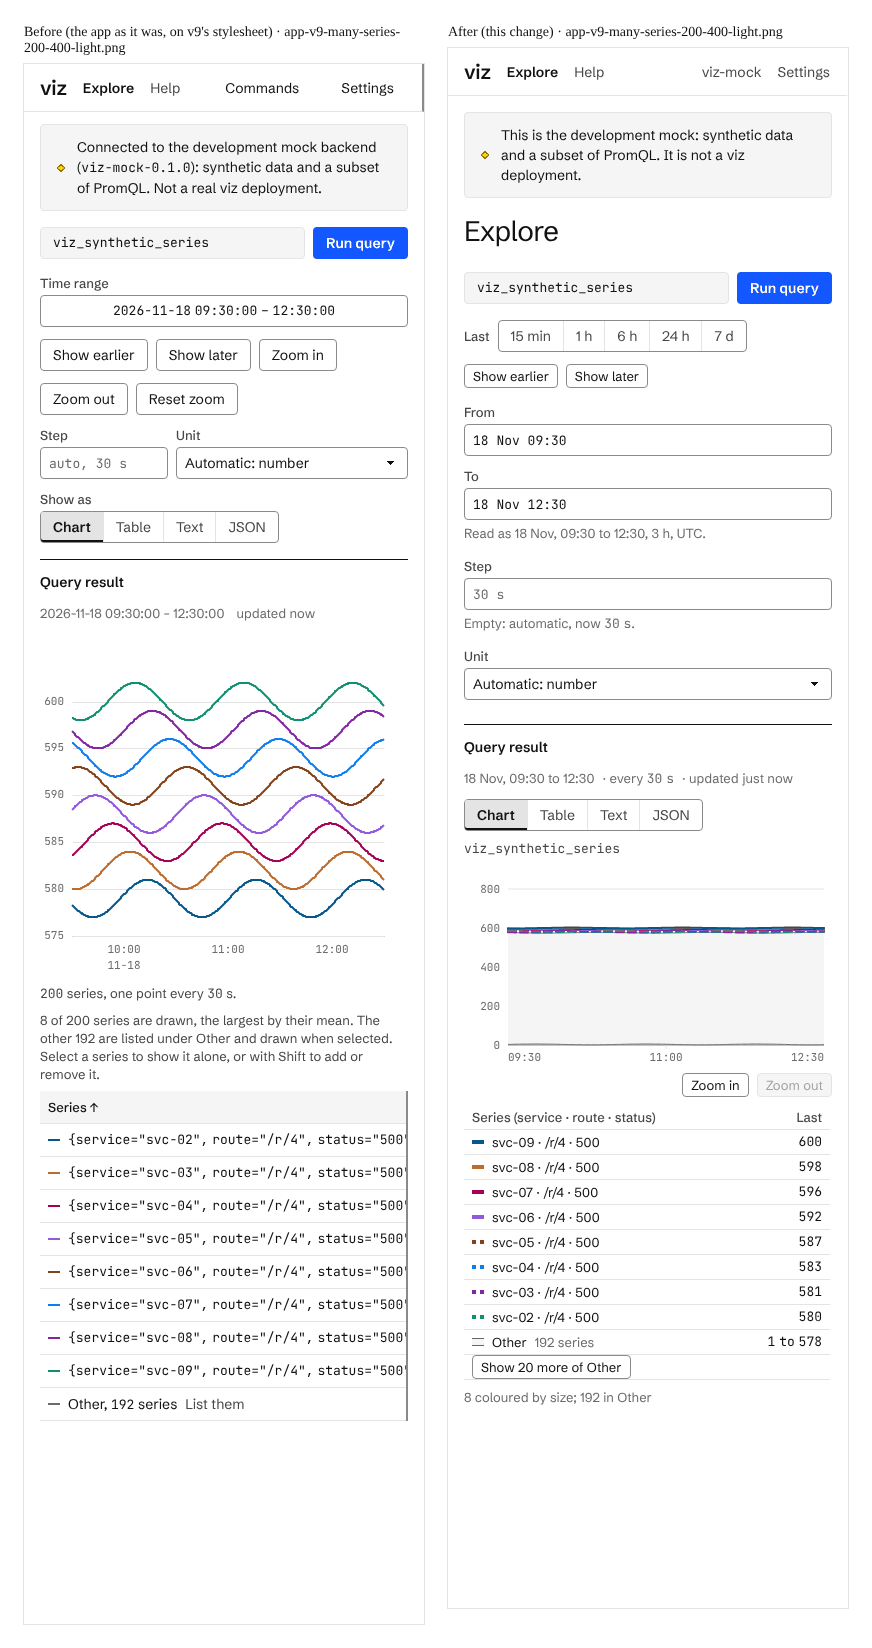 Before (the app as it was, on v9's stylesheet) · app-v9-many-series-
200-400-light.png
viz Explore Help Commands Settings
Connected to the development mock backend
(viz-mock-0.1.0): synthetic data and a subset
of PromQL. Not a real viz deployment.
viz_synthetic_series Run query
Time range
2026-11-18 09:30:00 – 12:30:00
Show earlier Show later Zoom in
Zoom out Reset zoom
Step Unit
auto, 30 s Automatic: number
Show as
Chart Table Text JSON
Query result
2026-11-18 09:30:00 – 12:30:00 updated now
600
595
590
585
580
575
10:00 11:00 12:00
11-18
200 series, one point every 30 s.
8 of 200 series are drawn, the largest by their mean. The
other 192 are listed under Other and drawn when selected.
Select a series to show it alone, or with Shift to add or
remove it.
Series ↑
{service="svc-02", route="/r/4", status="500"
{service="svc-03", route="/r/4", status="500"
{service="svc-04", route="/r/4", status="500"
{service="svc-05", route="/r/4", status="500"
{service="svc-06", route="/r/4", status="500"
{service="svc-07", route="/r/4", status="500"
{service="svc-08", route="/r/4", status="500"
{service="svc-09", route="/r/4", status="500"
Other, 192 series List them
After (this change) · app-v9-many-series-200-400-light.png
viz Explore Help viz-mock Settings
This is the development mock: synthetic data
and a subset of PromQL. It is not a viz
deployment.
Explore
viz_synthetic_series Run query
Last 15 min 1 h 6 h 24 h 7 d
Show earlier Show later
From
18 Nov 09:30
To
18 Nov 12:30
Read as 18 Nov, 09:30 to 12:30, 3 h, UTC.
Step
30 s
Empty: automatic, now 30 s.
Unit
Automatic: number
Query result
18 Nov, 09:30 to 12:30 · every 30 s · updated just now
Chart Table Text JSON
viz_synthetic_series
800
600
400
200
0
09:30 11:00 12:30
Zoom in Zoom out
Series (service · route · status) Last
svc-09 · /r/4 · 500 600
svc-08 · /r/4 · 500 598
svc-07 · /r/4 · 500 596
svc-06 · /r/4 · 500 592
svc-05 · /r/4 · 500 587
svc-04 · /r/4 · 500 583
svc-03 · /r/4 · 500 581
svc-02 · /r/4 · 500 580
Other 192 series 1 to 578
Show 20 more of Other
8 coloured by size; 192 in Other